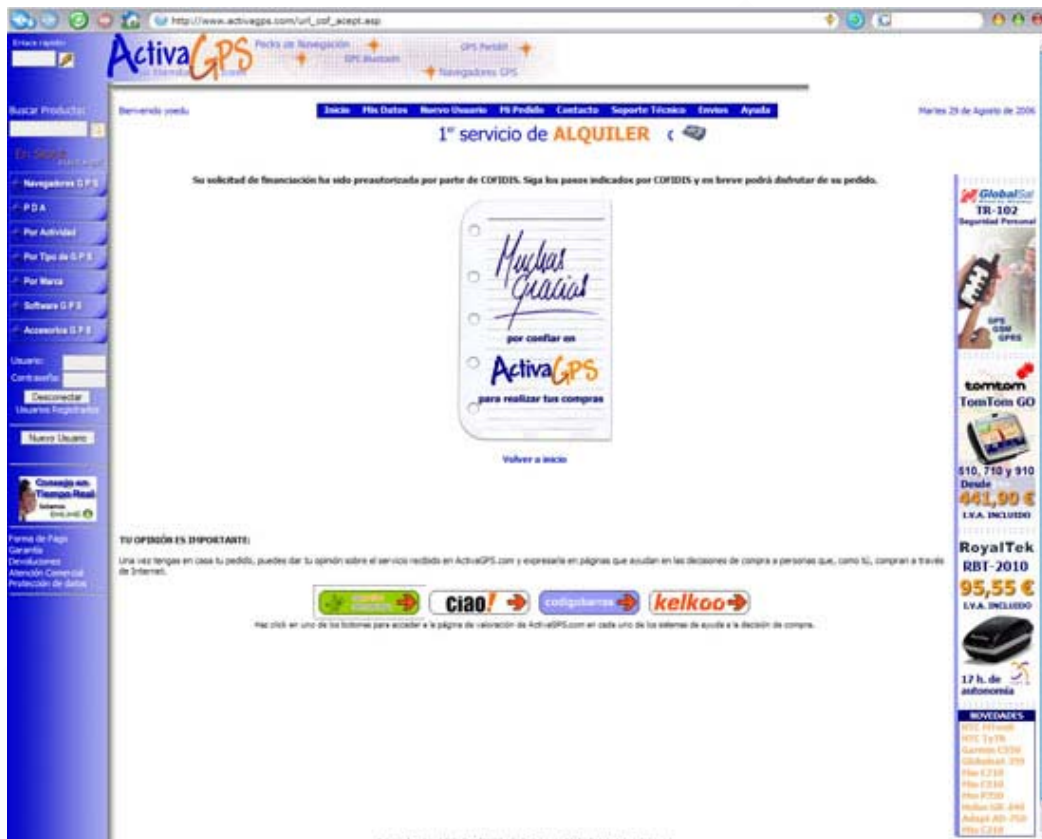 http://www.activagps.com/url_cof_acept.asp
Enlace rápido:
ActivaGPS
Packs de Navegación
GPS Bluetooth
GPS Portátil
Navegadores GPS
Buscar Producto:
Bienvenido yoedu
Inicio Mis Datos Nuevo Usuario Mi Pedido Contacto Soporte Técnico Envíos Ayuda
Martes 29 de Agosto de 2006
1º servicio de ALQUILER
En Stock
Navegadores G P S
P D A
Por Actividad
Por Tipo de G.P.S
Por Marca
Software G P S
Accesorios G.P.S
Usuario:
Contraseña:
Desconectar
Usuarios Registrados
Nuevo Usuario
Consejo en
Tiempo Real
Forma de Pago
Garantía
Devoluciones
Atención Comercial
Protección de datos
Su solicitud de financiación ha sido preautorizada por parte de COFIDIS. Siga los pasos indicados por COFIDIS y en breve podrá disfrutar de su pedido.
Muchas
Gracias
por confiar en
ActivaGPS
para realizar tus compras
Volver a inicio
TU OPINIÓN ES IMPORTANTE:
Una vez tengas en casa tu pedido, puedes dar tu opinión sobre el servicio recibido en ActivaGPS.com y expresarla en páginas que ayudan en las decisiones de compra a personas que, como tú, compran a través
de Internet.
ciao!
codigobarras
kelkoo
Haz click en uno de los botones para acceder a la página de valoración de ActivaGPS.com en cada uno de los sistemas de ayuda a la decisión de compra.
GlobalSat
TR-102
Seguridad Personal
GPS
GSM
GPRS
tomtom
TomTom GO
510, 710 y 910
Desde
441,90 €
I.V.A. INCLUIDO
RoyalTek
RBT-2010
95,55 €
I.V.A. INCLUIDO
17 h. de
autonomía
NOVEDADES
HTC TyTN
Garmin C550
Mio C710